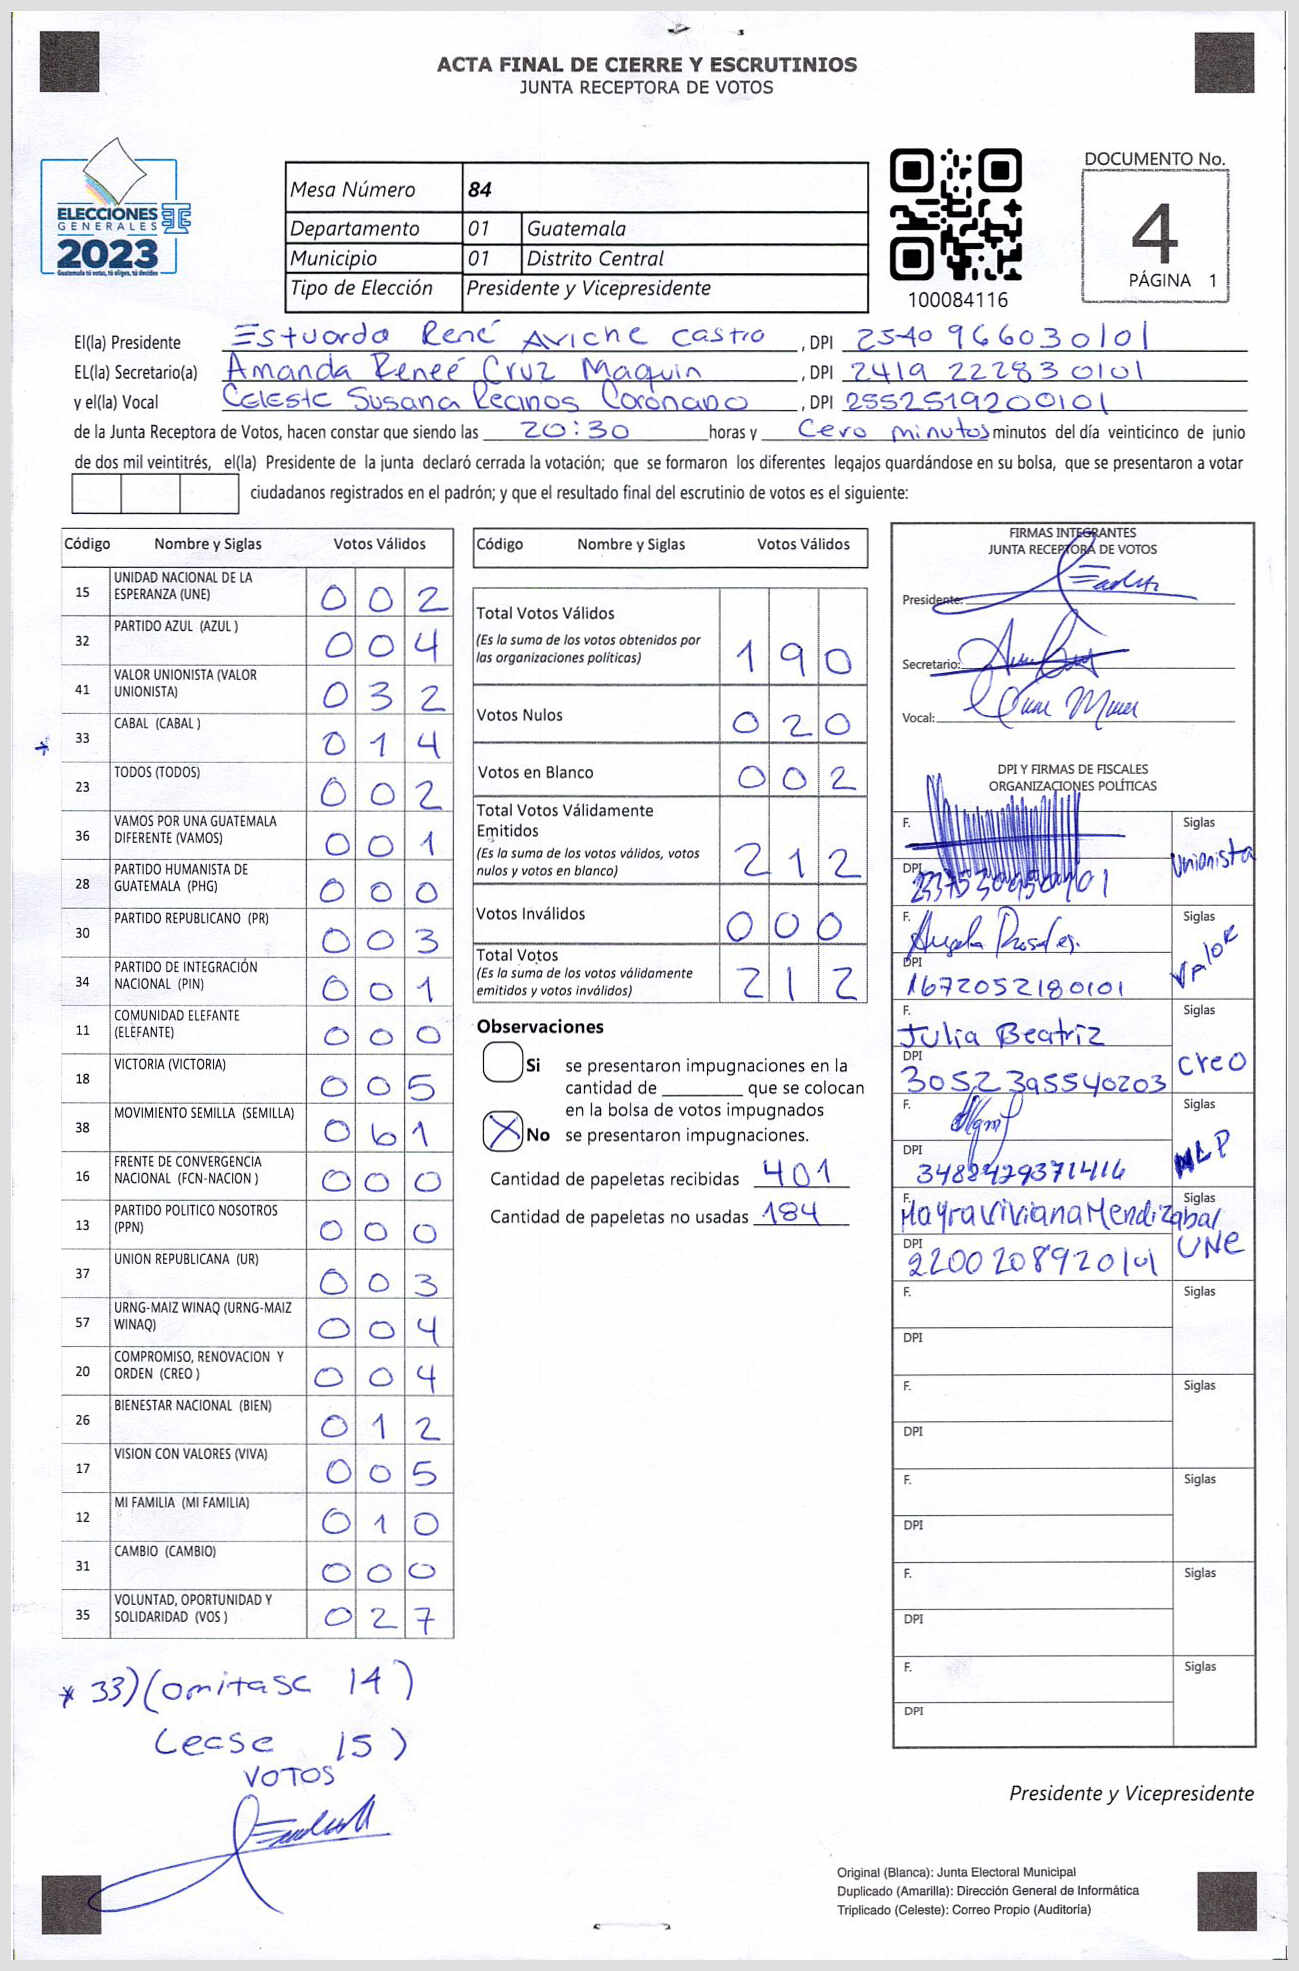 ACTA FINAL DE CIERRE Y ESCRUTINIOS
JUNTA RECEPTORA DE VOTOS
ELECCIONES
GENERALES
2023
Guatemala tú votas, tú eliges, tú decides
Mesa Número 84
Departamento 01 Guatemala
Municipio 01 Distrito Central
Tipo de Elección Presidente y Vicepresidente
100084116
DOCUMENTO No.
4
PÁGINA 1
El(la) Presidente Estuardo René Aviche Castro, DPI 2540 966030101
EL(la) Secretario(a) Amanda Reneé Cruz Maquin, DPI 2419 222830101
y el(la) Vocal Celeste Susana Recinos Coronado, DPI 2552519200101
de la Junta Receptora de Votos, hacen constar que siendo las 20:30 horas y Cero minutos minutos del día veinticinco de junio
de dos mil veintitrés, el(la) Presidente de la junta declaró cerrada la votación; que se formaron los diferentes legajos guardándose en su bolsa, que se presentaron a votar
ciudadanos registrados en el padrón; y que el resultado final del escrutinio de votos es el siguiente:
Código Nombre y Siglas Votos Válidos
15 UNIDAD NACIONAL DE LA
ESPERANZA (UNE) 0 0 2
32 PARTIDO AZUL (AZUL ) 0 0 4
41 VALOR UNIONISTA (VALOR
UNIONISTA) 0 3 2
* 33 CABAL (CABAL ) 0 1 4
23 TODOS (TODOS) 0 0 2
36 VAMOS POR UNA GUATEMALA
DIFERENTE (VAMOS) 0 0 1
28 PARTIDO HUMANISTA DE
GUATEMALA (PHG) 0 0 0
30 PARTIDO REPUBLICANO (PR) 0 0 3
34 PARTIDO DE INTEGRACIÓN
NACIONAL (PIN) 0 0 1
11 COMUNIDAD ELEFANTE
(ELEFANTE) 0 0 0
18 VICTORIA (VICTORIA) 0 0 5
38 MOVIMIENTO SEMILLA (SEMILLA) 0 6 1
16 FRENTE DE CONVERGENCIA
NACIONAL (FCN-NACION ) 0 0 0
13 PARTIDO POLITICO NOSOTROS
(PPN) 0 0 0
37 UNION REPUBLICANA (UR) 0 0 3
57 URNG-MAIZ WINAQ (URNG-MAIZ
WINAQ) 0 0 4
20 COMPROMISO, RENOVACION Y
ORDEN (CREO ) 0 0 4
26 BIENESTAR NACIONAL (BIEN) 0 1 2
17 VISION CON VALORES (VIVA) 0 0 5
12 MI FAMILIA (MI FAMILIA) 0 1 0
31 CAMBIO (CAMBIO) 0 0 0
35 VOLUNTAD, OPORTUNIDAD Y
SOLIDARIDAD (VOS ) 0 2 7
* 33) (omitase 14)
(Lease 15)
VOTOS
Código Nombre y Siglas Votos Válidos
Total Votos Válidos
(Es la suma de los votos obtenidos por
las organizaciones políticas) 1 9 0
Votos Nulos 0 2 0
Votos en Blanco 0 0 2
Total Votos Válidamente
Emitidos
(Es la suma de los votos válidos, votos
nulos y votos en blanco) 2 1 2
Votos Inválidos 0 0 0
Total Votos
(Es la suma de los votos válidamente
emitidos y votos inválidos) 2 1 2
Observaciones
Si se presentaron impugnaciones en la
cantidad de ________ que se colocan
en la bolsa de votos impugnados
X No se presentaron impugnaciones.
Cantidad de papeletas recibidas 401
Cantidad de papeletas no usadas 184
FIRMAS INTEGRANTES
JUNTA RECEPTORA DE VOTOS
Presidente:
Secretario:
Vocal:
DPI Y FIRMAS DE FISCALES
ORGANIZACIONES POLÍTICAS
F. Siglas
DPI Unionista
F. Angela Rosales. Siglas
DPI Valor
1672052180101
F. Siglas
Julia Beatriz
DPI Creo
3052 395540203
F. Siglas
DPI MLP
3482429371416
F. Siglas
Mayra Viviana Mendizabal
DPI UNE
2200 208920101
F. Siglas
DPI
F. Siglas
DPI
F. Siglas
DPI
F. Siglas
DPI
F. Siglas
DPI
Presidente y Vicepresidente
Original (Blanca): Junta Electoral Municipal
Duplicado (Amarilla): Dirección General de Informática
Triplicado (Celeste): Correo Propio (Auditoría)